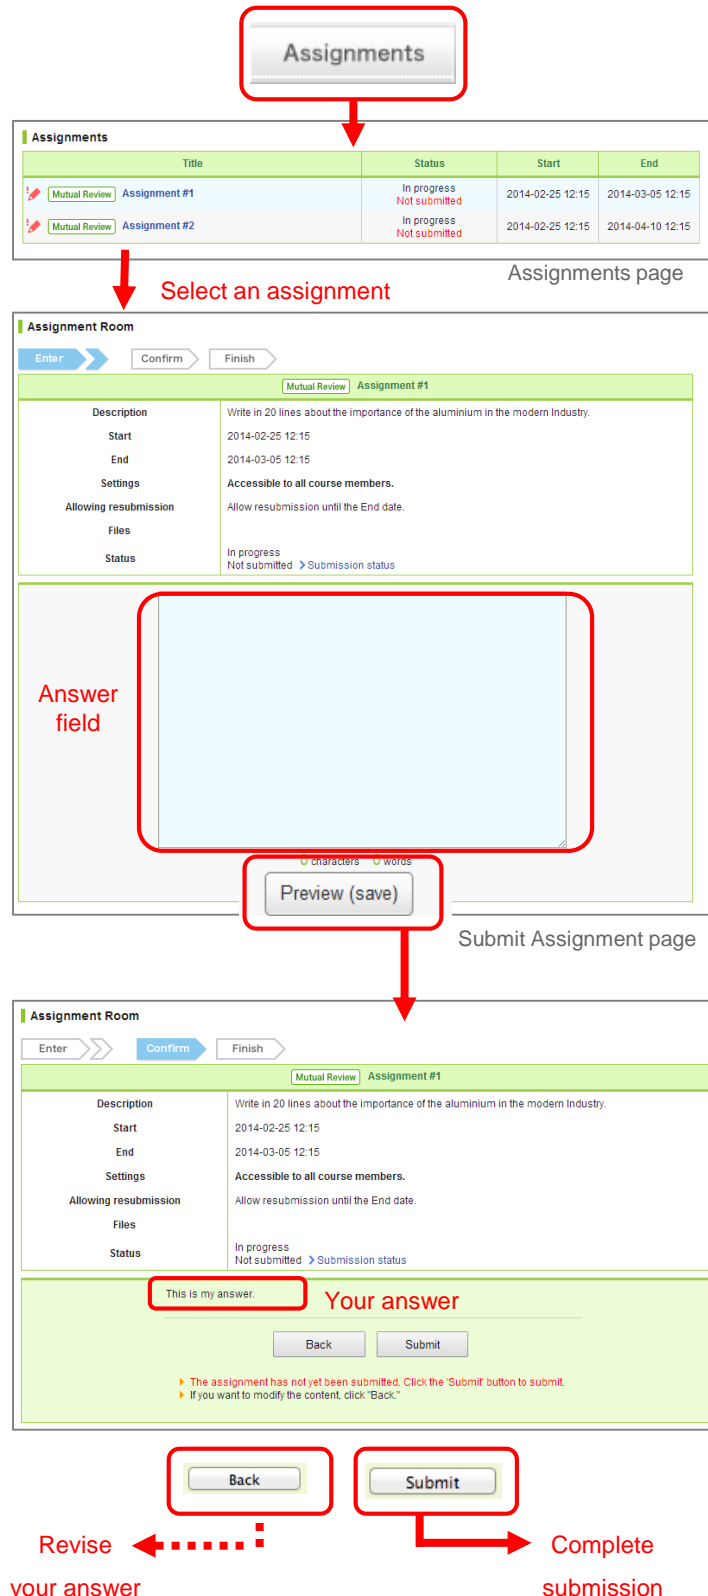 Assignments
Assignments
Title Status Start End
Mutual Review Assignment #1 In progress Not submitted 2014-02-25 12:15 2014-03-05 12:15
Mutual Review Assignment #2 In progress Not submitted 2014-02-25 12:15 2014-04-10 12:15
Assignments page
Select an assignment
Assignment Room
Enter Confirm Finish
Mutual Review Assignment #1
Description Write in 20 lines about the importance of the aluminium in the modern Industry.
Start 2014-02-25 12:15
End 2014-03-05 12:15
Settings Accessible to all course members.
Allowing resubmission Allow resubmission until the End date.
Files
Status In progress
Not submitted Submission status
Answer
field
0 characters 0 words
Preview (save)
Submit Assignment page
Assignment Room
Enter Confirm Finish
Mutual Review Assignment #1
Description Write in 20 lines about the importance of the aluminium in the modern Industry.
Start 2014-02-25 12:15
End 2014-03-05 12:15
Settings Accessible to all course members.
Allowing resubmission Allow resubmission until the End date.
Files
Status In progress
Not submitted Submission status
This is my answer.
Your answer
Back Submit
The assignment has not yet been submitted. Click the 'Submit' button to submit.
If you want to modify the content, click "Back."
Back Submit
Revise
your answer
Complete
submission